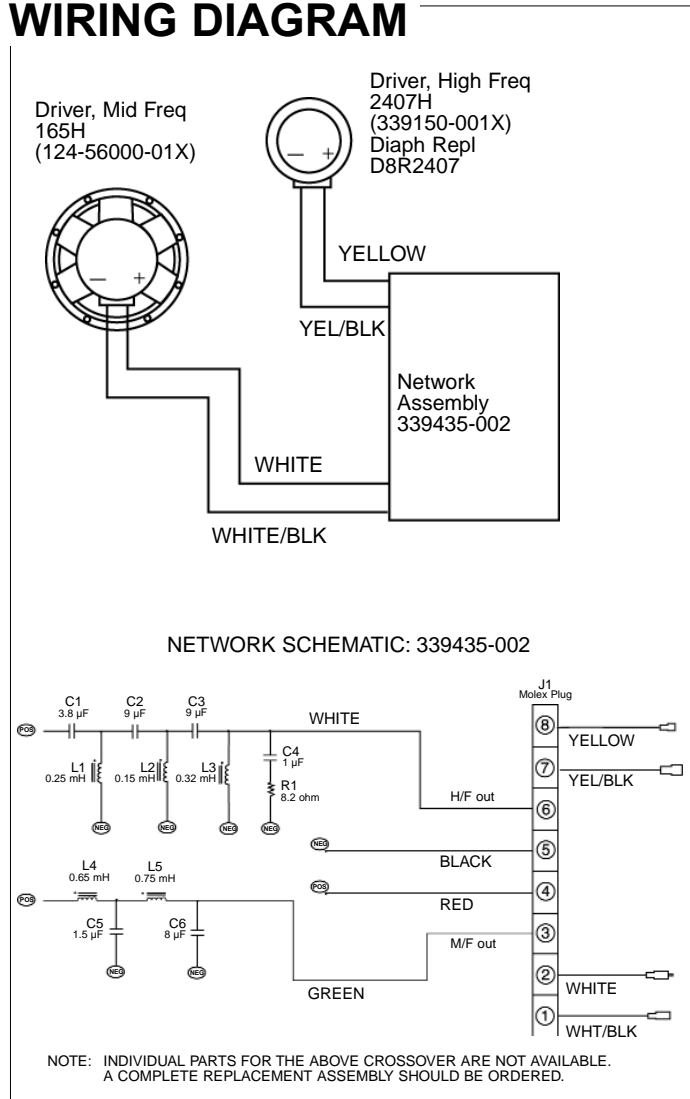 WIRING DIAGRAM
Driver, Mid Freq
165H
(124-56000-01X)
Driver, High Freq
2407H
(339150-001X)
Diaph Repl
D8R2407
— +
— +
YELLOW
YEL/BLK
Network
Assembly
339435-002
WHITE
WHITE/BLK
NETWORK SCHEMATIC: 339435-002
J1
Molex Plug
C1
3.8 µF
C2
9 µF
C3
9 µF
POS
WHITE
8
YELLOW
C4
1 µF
L1
0.25 mH
L2
0.15 mH
L3
0.32 mH
R1
8.2 ohm
7
YEL/BLK
H/F out
6
NEG
NEG
NEG
NEG
NEG
BLACK
5
L4
0.65 mH
L5
0.75 mH
POS
POS
RED
4
C5
1.5 µF
C6
8 µF
M/F out
3
NEG
NEG
GREEN
2
WHITE
1
WHT/BLK
NOTE: INDIVIDUAL PARTS FOR THE ABOVE CROSSOVER ARE NOT AVAILABLE.
A COMPLETE REPLACEMENT ASSEMBLY SHOULD BE ORDERED.